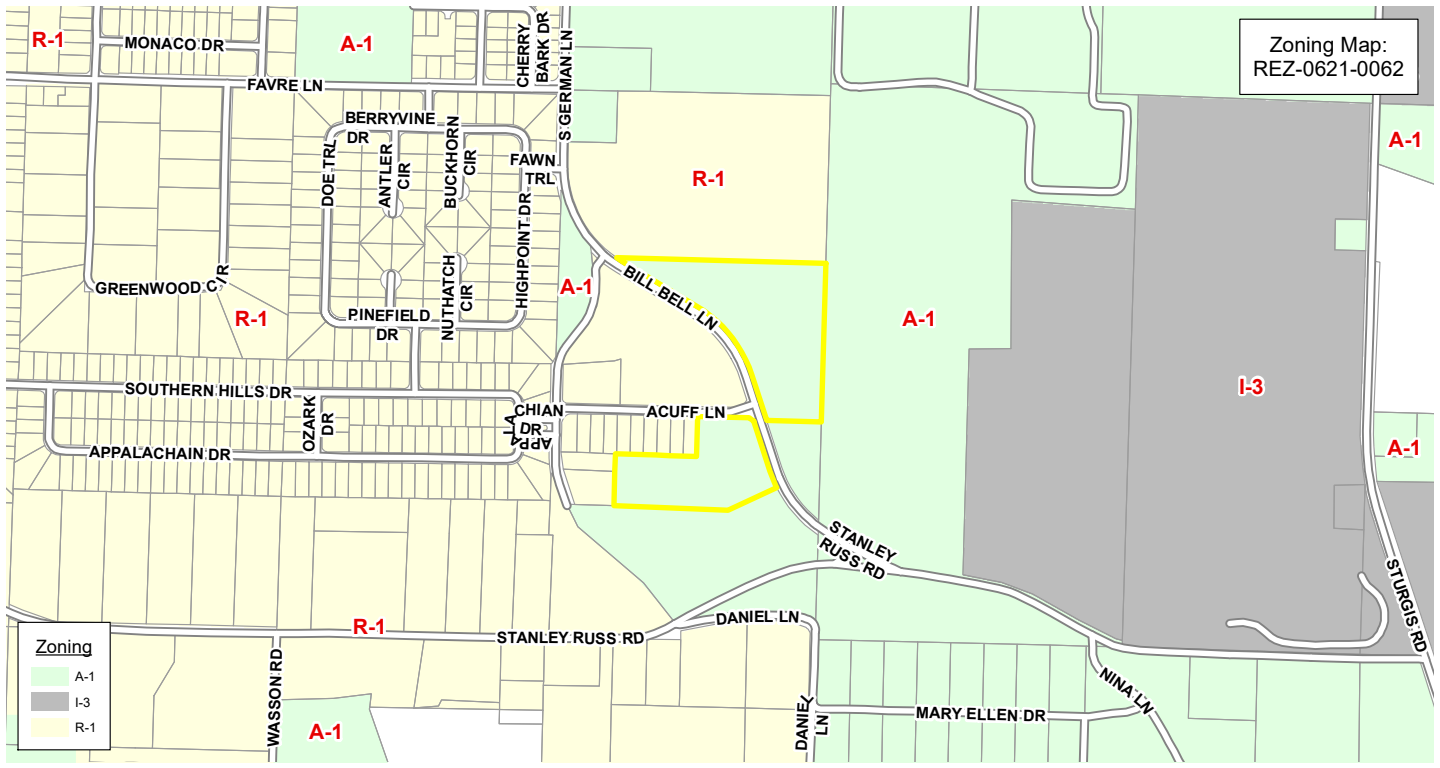 Zoning Map:
REZ-0621-0062
R-1
MONACO DR
A-1
CHERRY
BARK DR
S GERMAN LN
FAVRE LN
BERRYVINE
DR
DOE TRL
ANTLER
CIR
BUCKHORN
CIR
FAWN
TRL
HIGHPOINT DR
R-1
A-1
GREENWOOD CIR
R-1
NUTHATCH
CIR
PINEFIELD
DR
A-1
BILL BELL LN
A-1
I-3
SOUTHERN HILLS DR
OZARK
DR
APPALA
CHIAN
DR
ACUFF LN
APPALACHAIN DR
A-1
STANLEY
RUSS RD
STURGIS RD
R-1
STANLEY RUSS RD
DANIEL LN
WASSON RD
A-1
DANIEL
LN
MARY ELLEN DR
NINA LN
Zoning
A-1
I-3
R-1